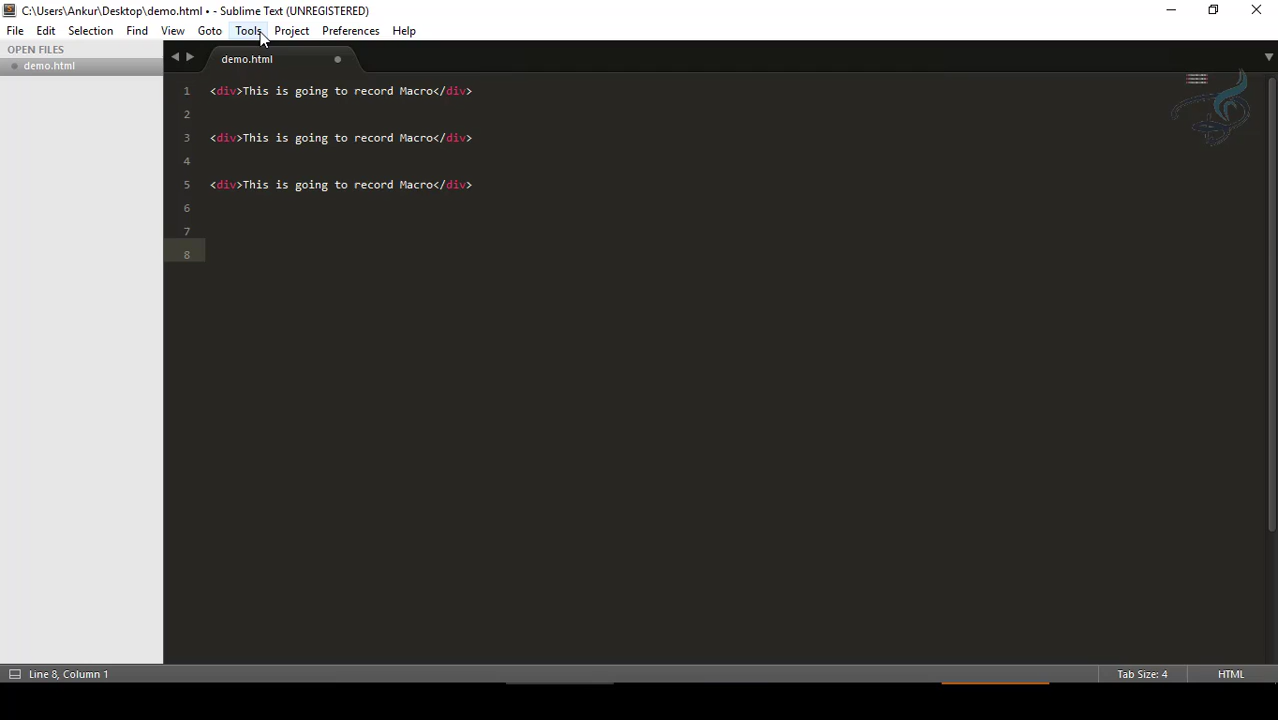 C:\Users\Ankur\Desktop\demo.html • - Sublime Text (UNREGISTERED)
File Edit Selection Find View Goto Tools Project Preferences Help
OPEN FILES
demo.html
demo.html
1 <div>This is going to record Macro</div>
2
3 <div>This is going to record Macro</div>
4
5 <div>This is going to record Macro</div>
6
7
8
Line 8, Column 1
Tab Size: 4
HTML